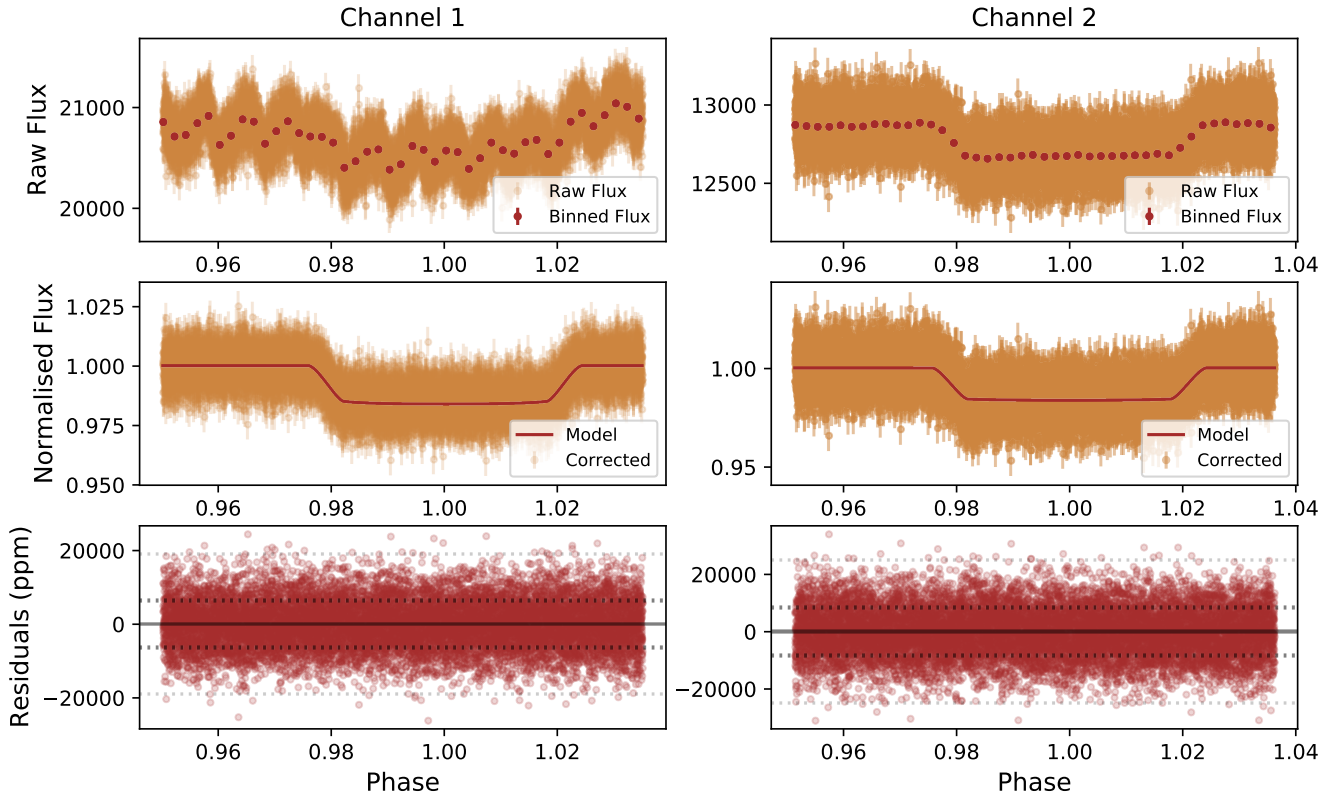 Channel 1
Channel 2
Raw Flux
21000
20000
Raw Flux
Binned Flux
0.96 0.98 1.00 1.02
13000
12500
Raw Flux
Binned Flux
0.96 0.98 1.00 1.02 1.04
Normalised Flux
1.025
1.000
0.975
0.950
Model
Corrected
0.96 0.98 1.00 1.02
1.00
0.95
Model
Corrected
0.96 0.98 1.00 1.02 1.04
Residuals (ppm)
20000
0
−20000
0.96 0.98 1.00 1.02
Phase
20000
0
−20000
0.96 0.98 1.00 1.02 1.04
Phase